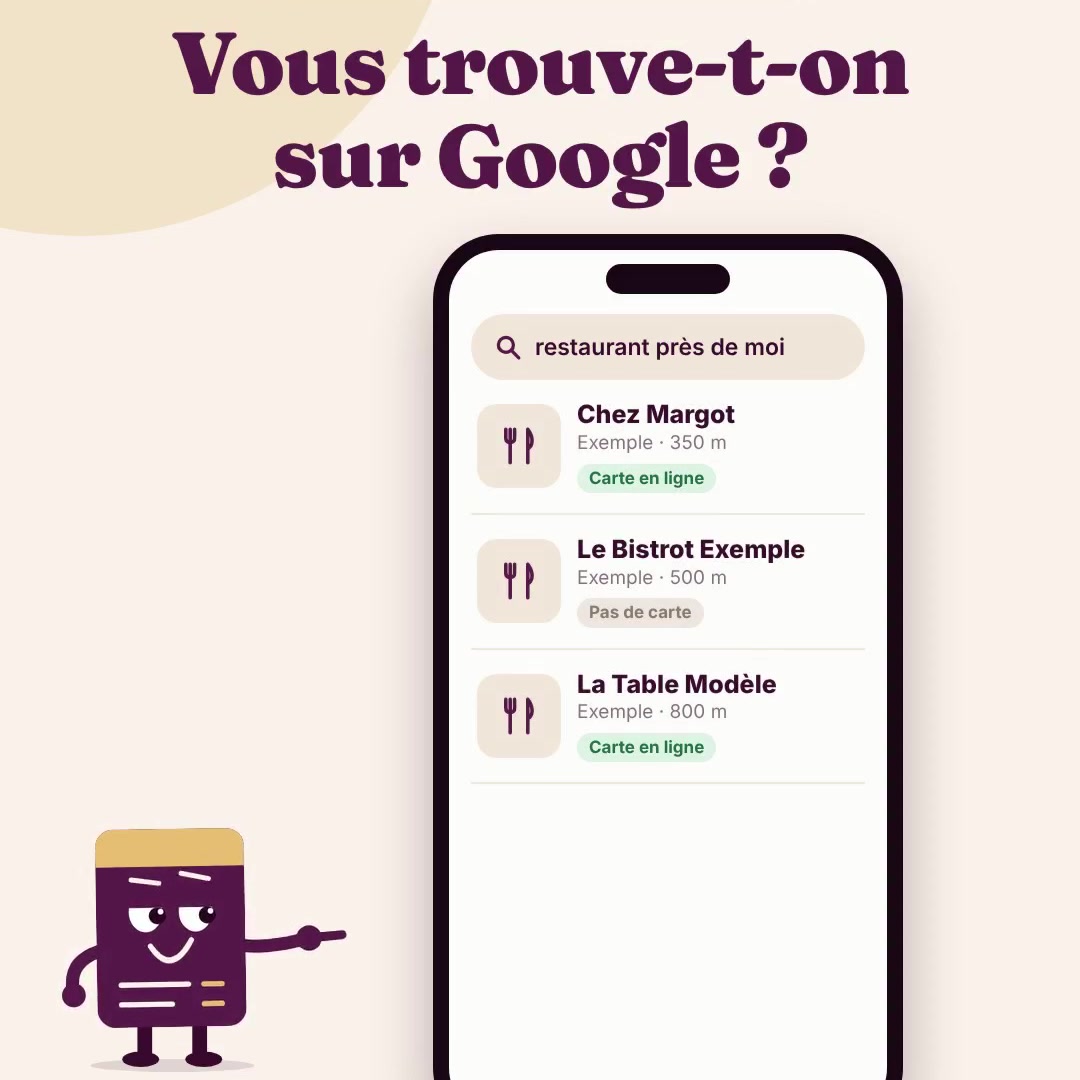 Vous trouve-t-on
sur Google ?
restaurant près de moi
Chez Margot
Exemple · 350 m
Carte en ligne
Le Bistrot Exemple
Exemple · 500 m
Pas de carte
La Table Modèle
Exemple · 800 m
Carte en ligne